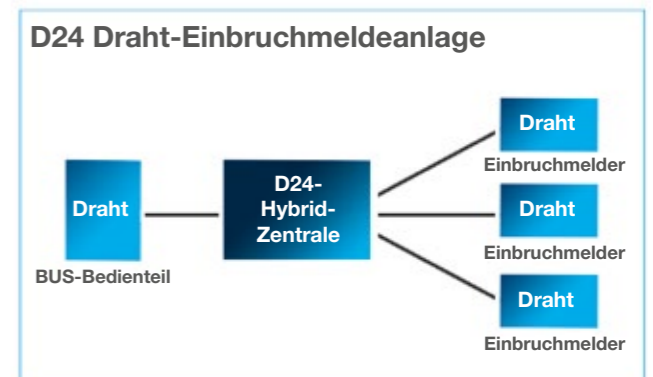 D24 Draht-Einbruchmeldeanlage
Draht
Einbruchmelder
Draht
BUS-Bedienteil
D24-
Hybrid-
Zentrale
Draht
Einbruchmelder
Draht
Einbruchmelder